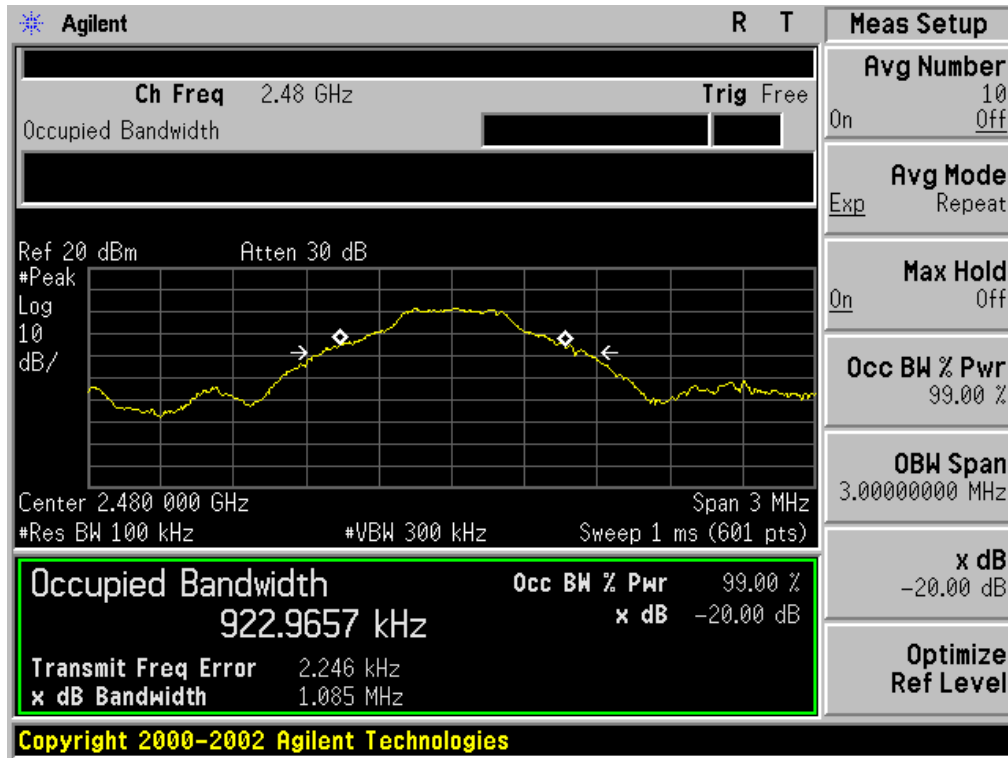 Agilent R T
Ch Freq 2.48 GHz Trig Free
Occupied Bandwidth
Ref 20 dBm Atten 30 dB
#Peak
Log
10
dB/
Center 2.480 000 GHz Span 3 MHz
#Res BW 100 kHz #VBW 300 kHz Sweep 1 ms (601 pts)
Occupied Bandwidth
922.9657 kHz
Occ BW % Pwr 99.00 %
x dB -20.00 dB
Transmit Freq Error 2.246 kHz
x dB Bandwidth 1.085 MHz
Copyright 2000-2002 Agilent Technologies
Meas Setup
Avg Number
10
On Off
Avg Mode
Exp Repeat
Max Hold
On Off
Occ BW % Pwr
99.00 %
OBW Span
3.00000000 MHz
x dB
-20.00 dB
Optimize
Ref Level